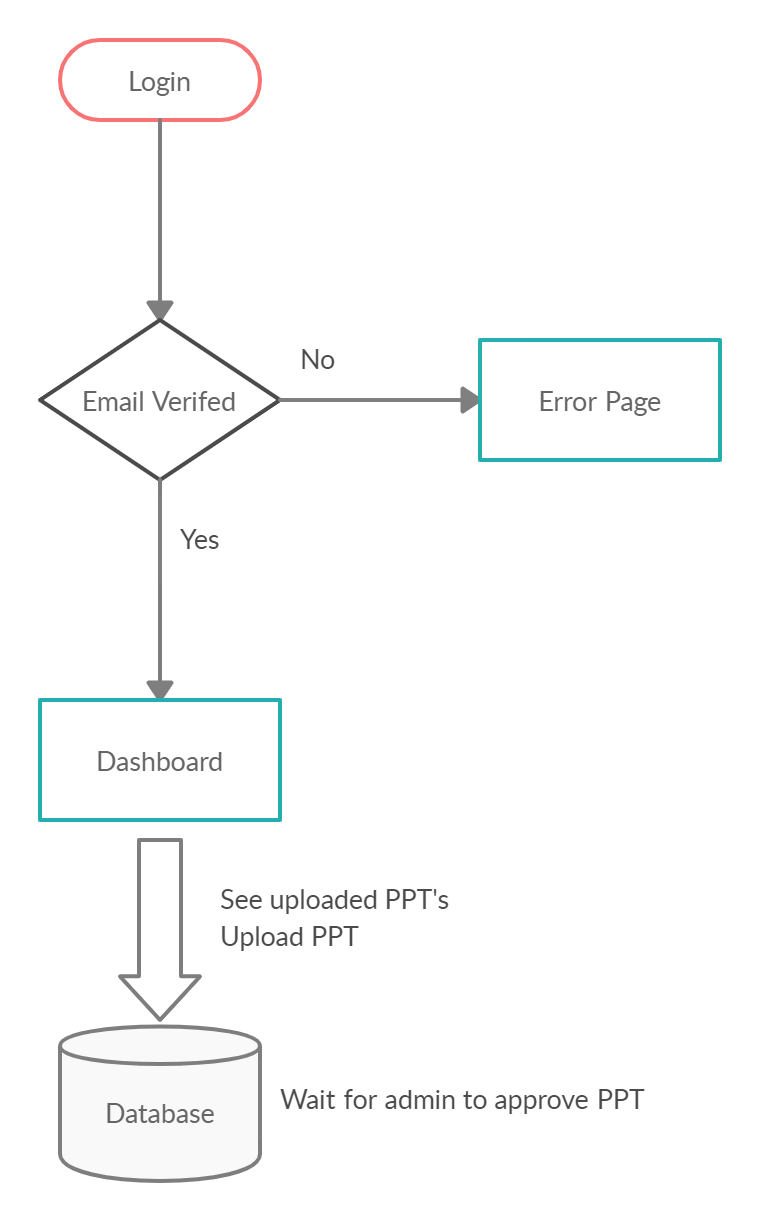 Login
No
Email Verifed
Error Page
Yes
Dashboard
See uploaded PPT's
Upload PPT
Database
Wait for admin to approve PPT